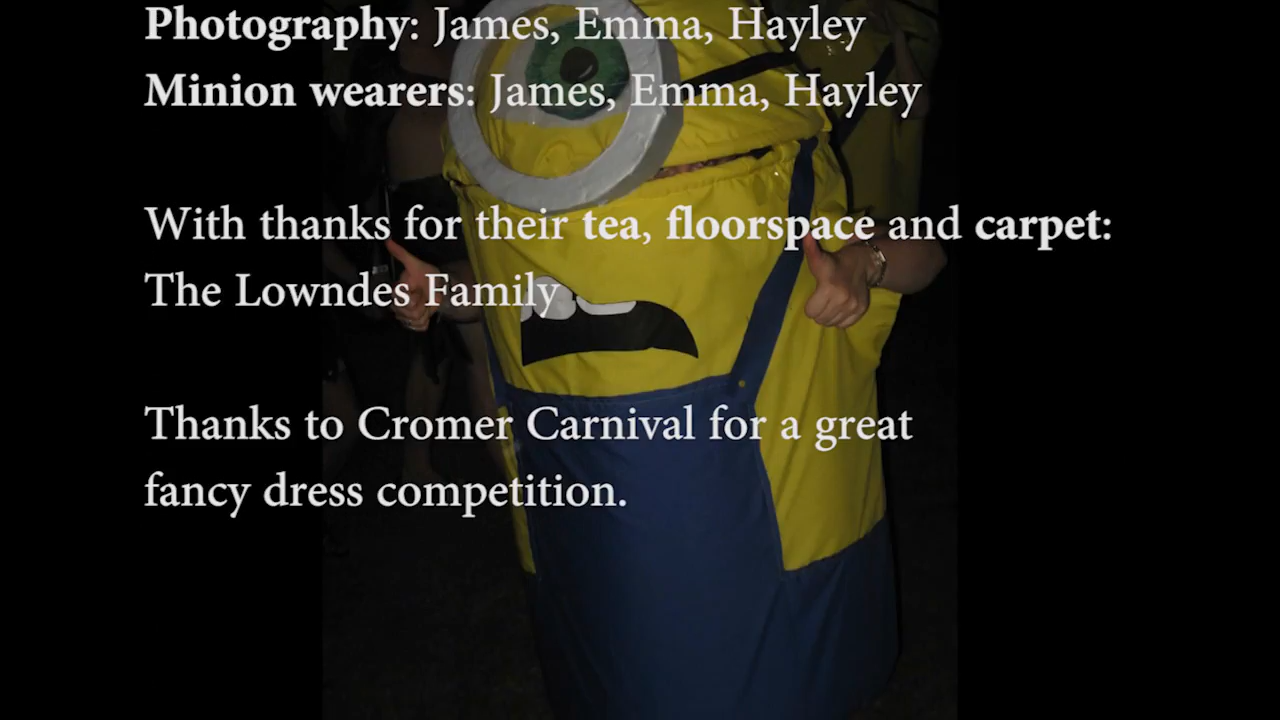 Photography: James, Emma, Hayley
Minion wearers: James, Emma, Hayley
With thanks for their tea, floorspace and carpet:
The Lowndes Family
Thanks to Cromer Carnival for a great
fancy dress competition.